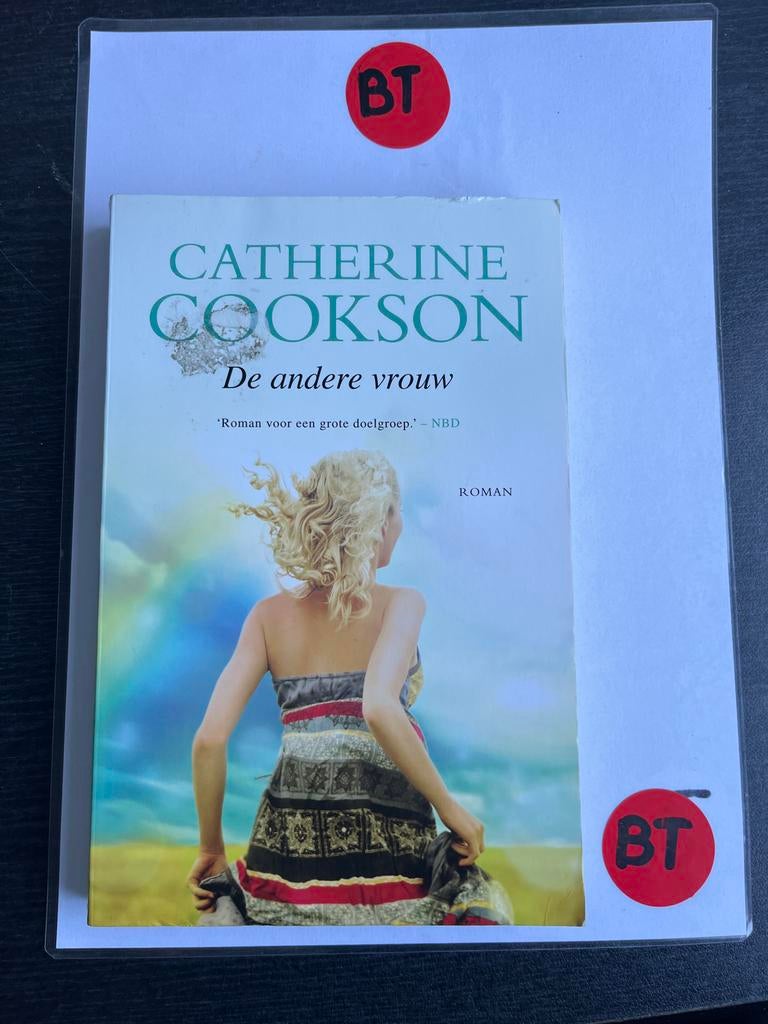 BT
CATHERINE
COOKSON
De andere vrouw
‘Roman voor een grote doelgroep.’ – NBD
ROMAN
BT